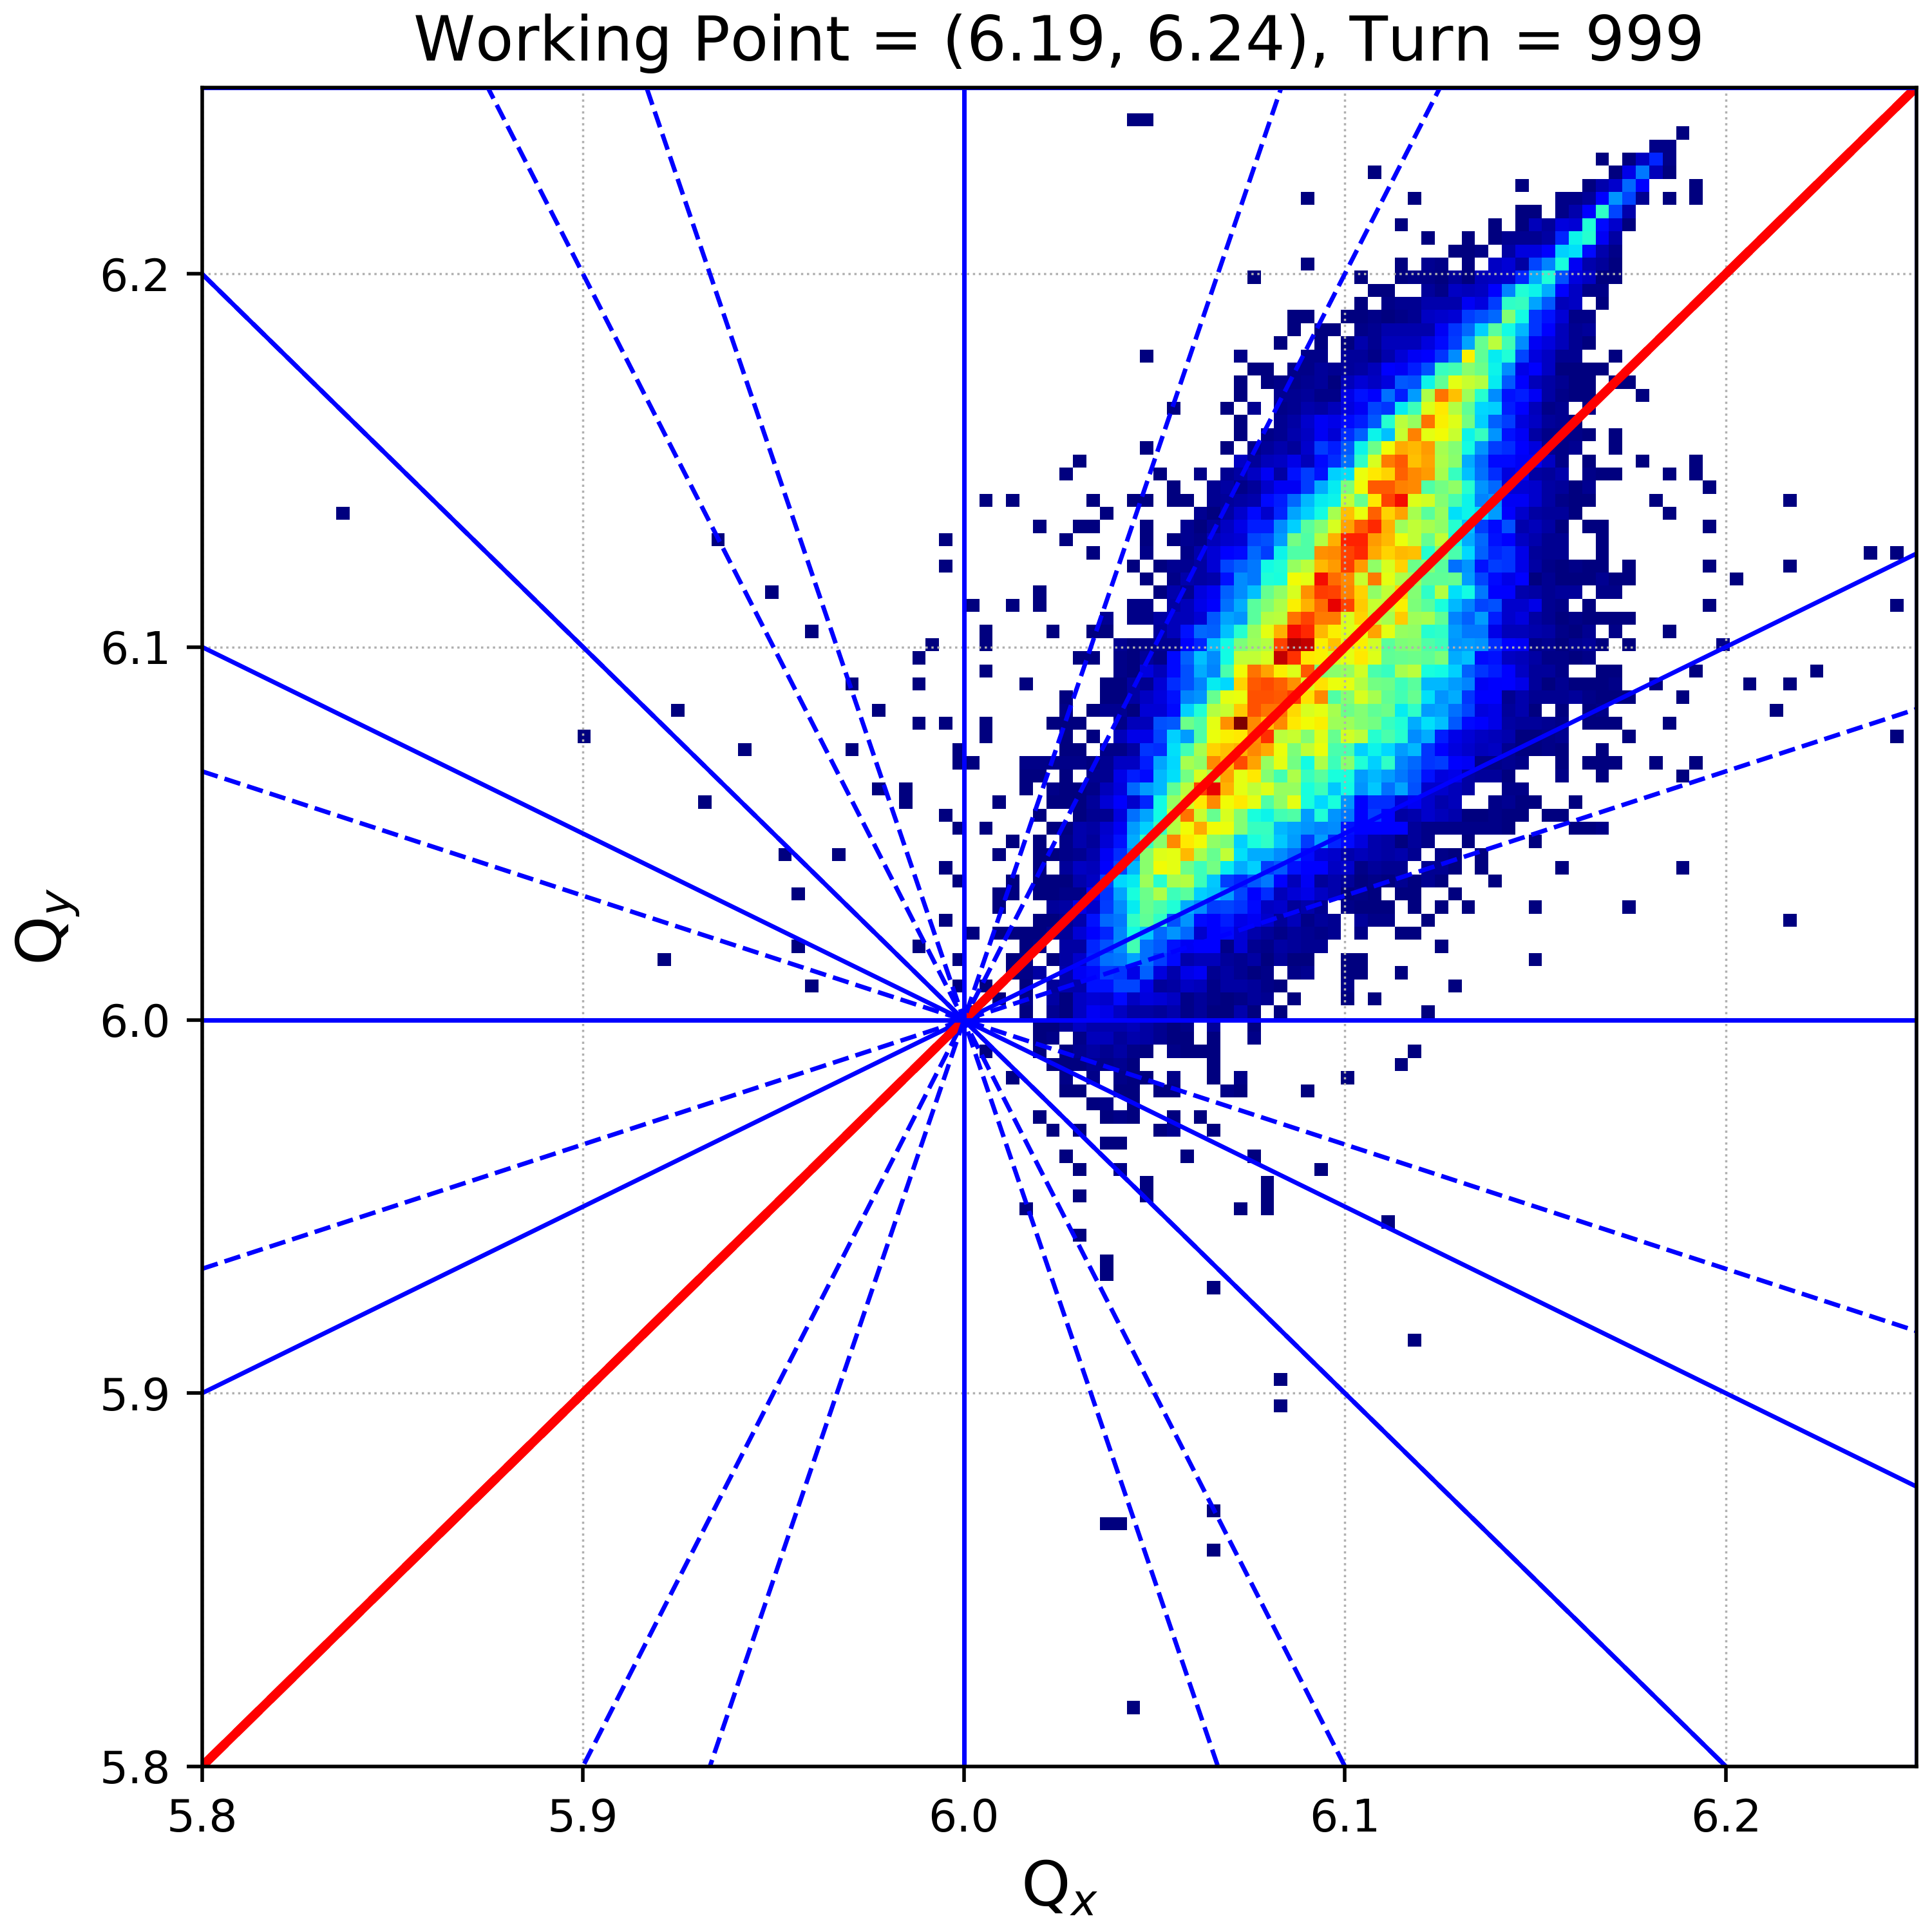 Working Point = (6.19, 6.24), Turn = 999
6.2
6.1
6.0
5.9
5.8
Qy
5.8 5.9 6.0 6.1 6.2
Qx